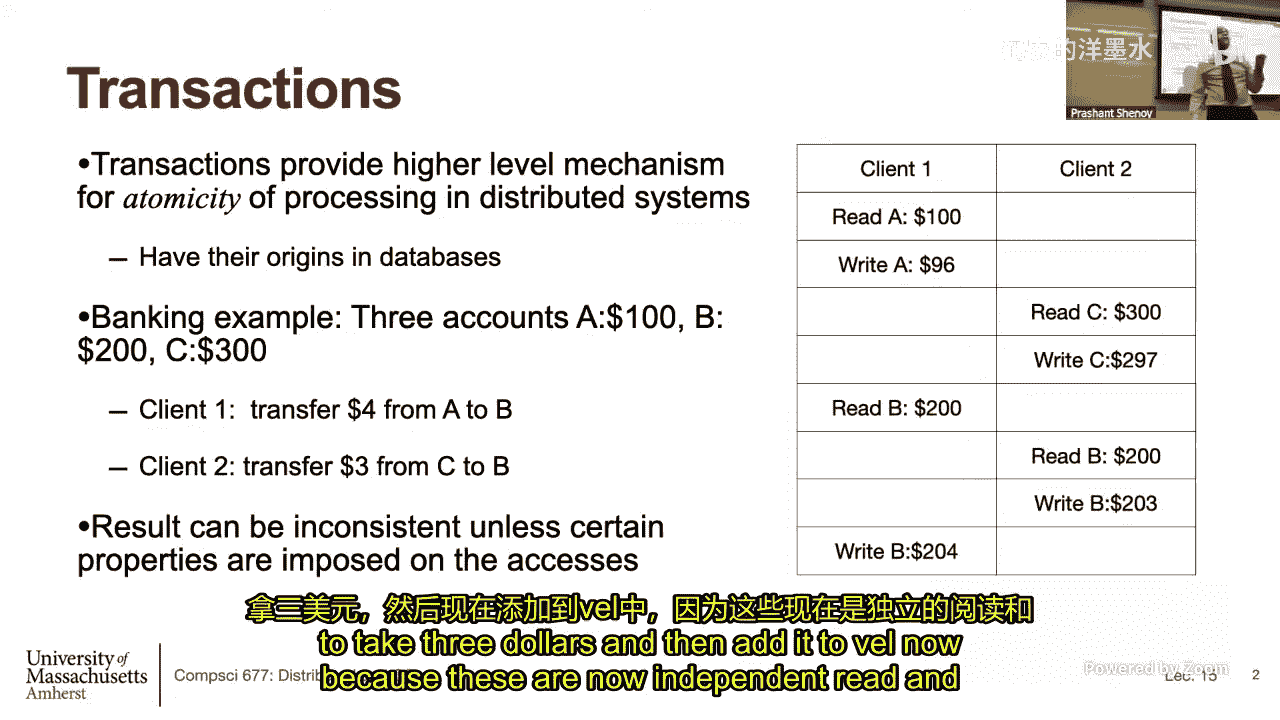 Transactions
•Transactions provide higher level mechanism
for atomicity of processing in distributed systems
– Have their origins in databases
•Banking example: Three accounts A:$100, B:
$200, C:$300
– Client 1: transfer $4 from A to B
– Client 2: transfer $3 from C to B
•Result can be inconsistent unless certain
properties are imposed on the accesses
的洋墨水
Prashant Shenoy
Client 1 Client 2
Read A: $100
Write A: $96
Read C: $300
Write C:$297
Read B: $200
Read B: $200
Write B:$203
Write B:$204
拿三美元，然后现在添加到vel中，因为这些现在是独立的阅读和
to take three dollars and then add it to vel now
because these are now independent read and
University of
Massachusetts
Amherst
Compsci 677:
Powered by Zoom
Lec. 15
2